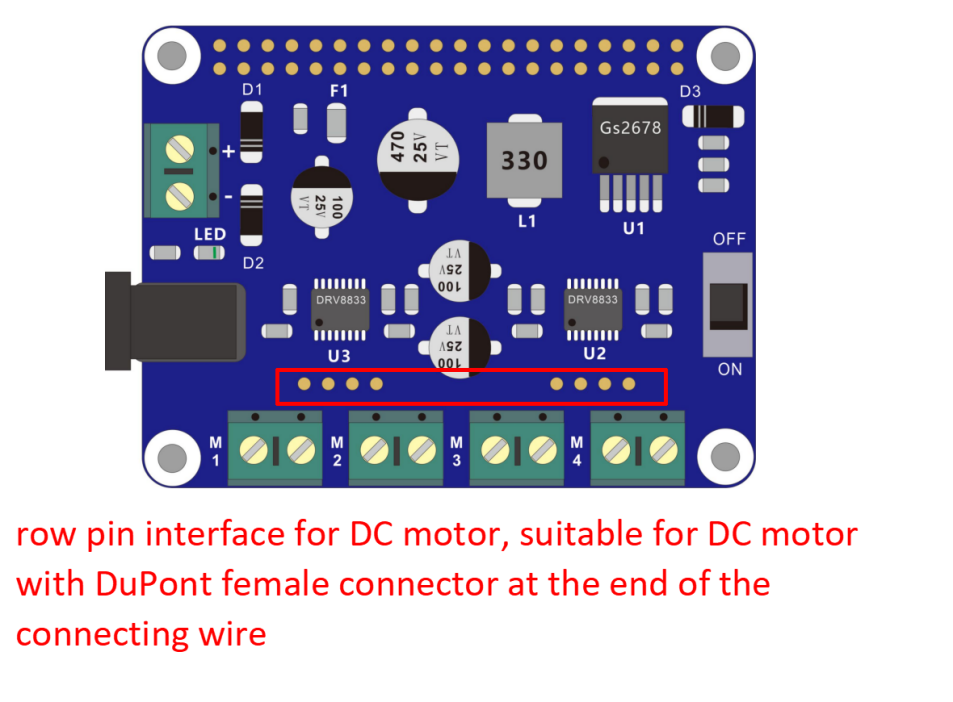 D1
F1
D3
Gs2678
470
25V
VT
330
+
100
25V
VT
-
L1
U1
LED
OFF
D2
VT
25V
100
DRV8833
DRV8833
VT
25V
100
U3
U2
ON
M
1
M
2
M
3
M
4
row pin interface for DC motor, suitable for DC motor
with DuPont female connector at the end of the
connecting wire